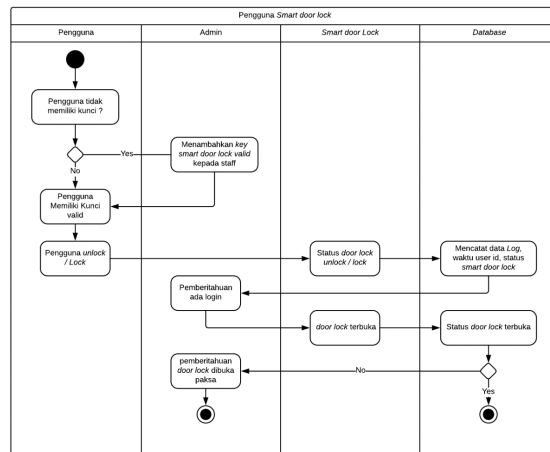 Pengguna Smart door lock
Pengguna
Admin
Smart door Lock
Database
Pengguna tidak
memiliki kunci ?
Yes
Menambahkan key
smart door lock valid
kepada staff
No
Pengguna
Memiliki Kunci
valid
Pengguna unlock
/ Lock
Status door lock
unlock / lock
Mencatat data Log,
waktu user id, status
smart door lock
Pemberitahuan
ada login
door lock terbuka
Status door lock terbuka
pemberitahuan
door lock dibuka
paksa
No
Yes